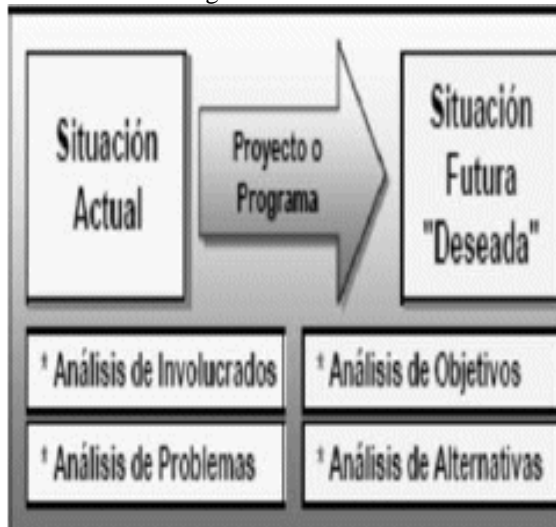 Situación
Actual
Proyecto o
Programa
Situación
Futura
"Deseada"
* Análisis de Involucrados
* Análisis de Objetivos
* Análisis de Problemas
* Análisis de Alternativas